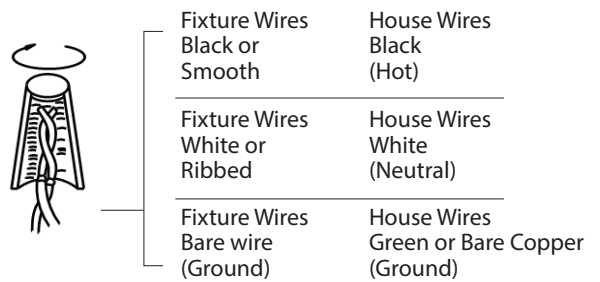 Fixture Wires House Wires
Black or Black
Smooth (Hot)
Fixture Wires House Wires
White or White
Ribbed (Neutral)
Fixture Wires House Wires
Bare wire Green or Bare Copper
(Ground) (Ground)